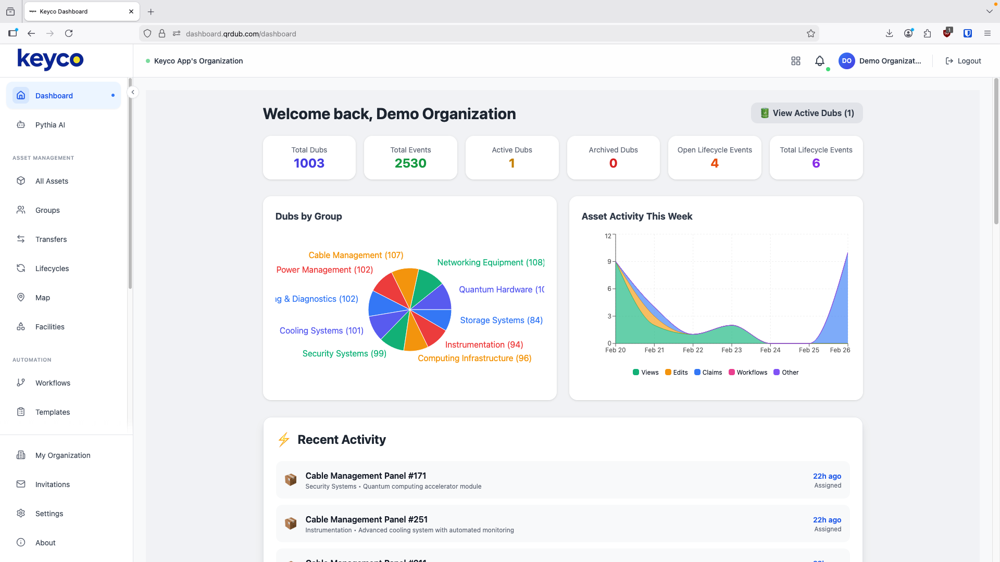 keyco
Keyco Dashboard
dashboard.qrdub.com/dashboard
1
keyco
Keyco App's Organization
DO
Demo Organizat...
Logout
Dashboard
Pythia AI
ASSET MANAGEMENT
All Assets
Groups
Transfers
Lifecycles
Map
Facilities
AUTOMATION
Workflows
Templates
My Organization
Invitations
Settings
About
Welcome back, Demo Organization
View Active Dubs (1)
Total Dubs
1003
Total Events
2530
Active Dubs
1
Archived Dubs
0
Open Lifecycle Events
4
Total Lifecycle Events
6
Dubs by Group
Cable Management (107)
Networking Equipment (108)
Power Management (102)
Quantum Hardware (10
ng & Diagnostics (102)
Storage Systems (84)
Cooling Systems (101)
Instrumentation (94)
Security Systems (99)
Computing Infrastructure (96)
Asset Activity This Week
12
9
6
3
0
Feb 20 Feb 21 Feb 22 Feb 23 Feb 24 Feb 25 Feb 26
Views Edits Claims Workflows Other
Recent Activity
Cable Management Panel #171
Security Systems • Quantum computing accelerator module
22h ago
Assigned
Cable Management Panel #251
Instrumentation • Advanced cooling system with automated monitoring
22h ago
Assigned